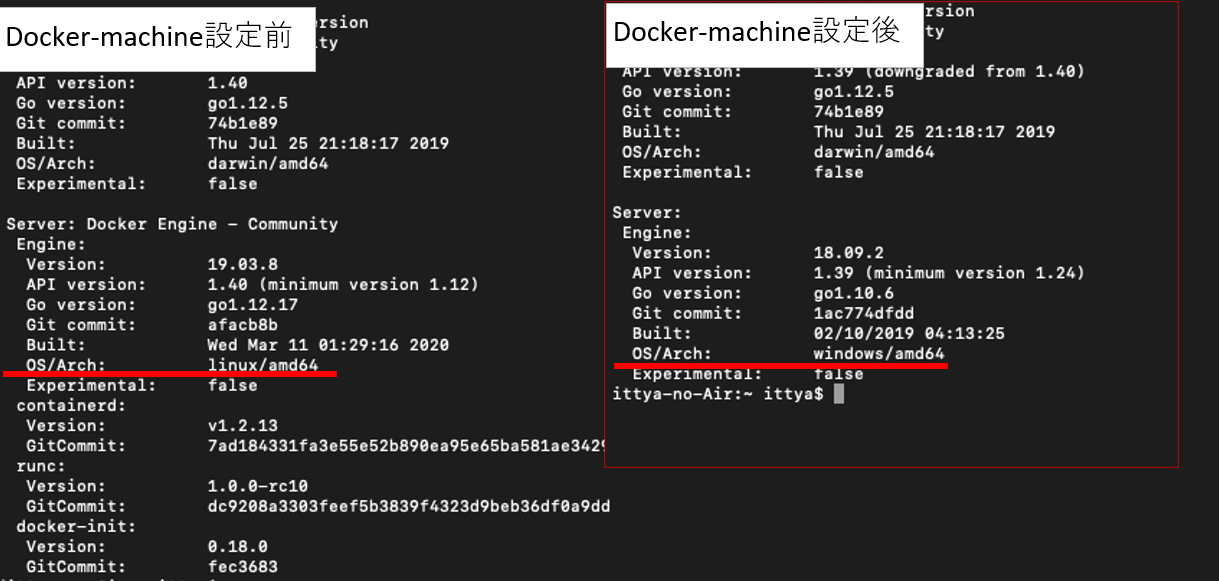 Docker-machine設定前
ersion
ty
API version: 1.40
Go version: go1.12.5
Git commit: 74b1e89
Built: Thu Jul 25 21:18:17 2019
OS/Arch: darwin/amd64
Experimental: false
Server: Docker Engine - Community
Engine:
Version: 19.03.8
API version: 1.40 (minimum version 1.12)
Go version: go1.12.17
Git commit: afacb8b
Built: Wed Mar 11 01:29:16 2020
OS/Arch: linux/amd64
Experimental: false
containerd:
Version: v1.2.13
GitCommit: 7ad184331fa3e55e52b890ea95e65ba581ae3429
runc:
Version: 1.0.0-rc10
GitCommit: dc9208a3303feef5b3839f4323d9beb36df0a9dd
docker-init:
Version: 0.18.0
GitCommit: fec3683
Docker-machine設定後
rsion
ty
API version: 1.39 (downgraded from 1.40)
Go version: go1.12.5
Git commit: 74b1e89
Built: Thu Jul 25 21:18:17 2019
OS/Arch: darwin/amd64
Experimental: false
Server:
Engine:
Version: 18.09.2
API version: 1.39 (minimum version 1.24)
Go version: go1.10.6
Git commit: 1ac774dfdd
Built: 02/10/2019 04:13:25
OS/Arch: windows/amd64
Experimental: false
ittya-no-Air:~ ittya$